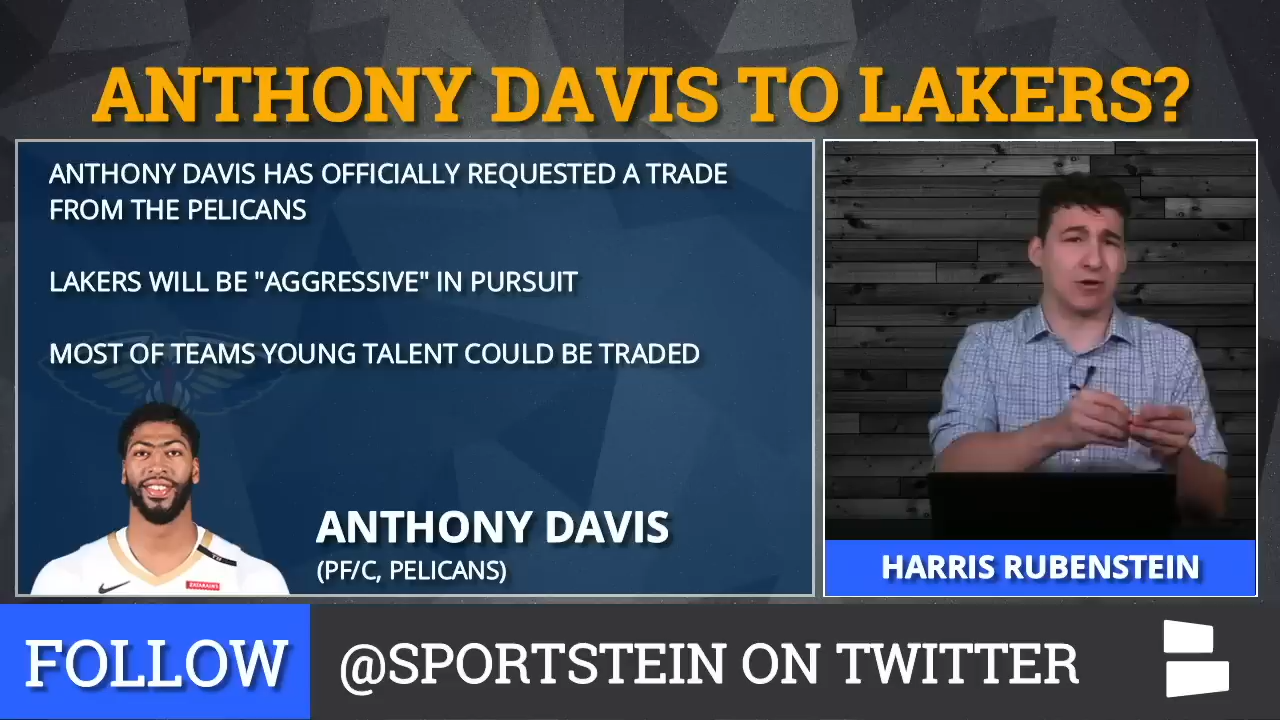 ANTHONY DAVIS TO LAKERS?
ANTHONY DAVIS HAS OFFICIALLY REQUESTED A TRADE
FROM THE PELICANS
LAKERS WILL BE "AGGRESSIVE" IN PURSUIT
MOST OF TEAMS YOUNG TALENT COULD BE TRADED
ANTHONY DAVIS
(PF/C, PELICANS)
HARRIS RUBENSTEIN
FOLLOW @SPORTSTEIN ON TWITTER